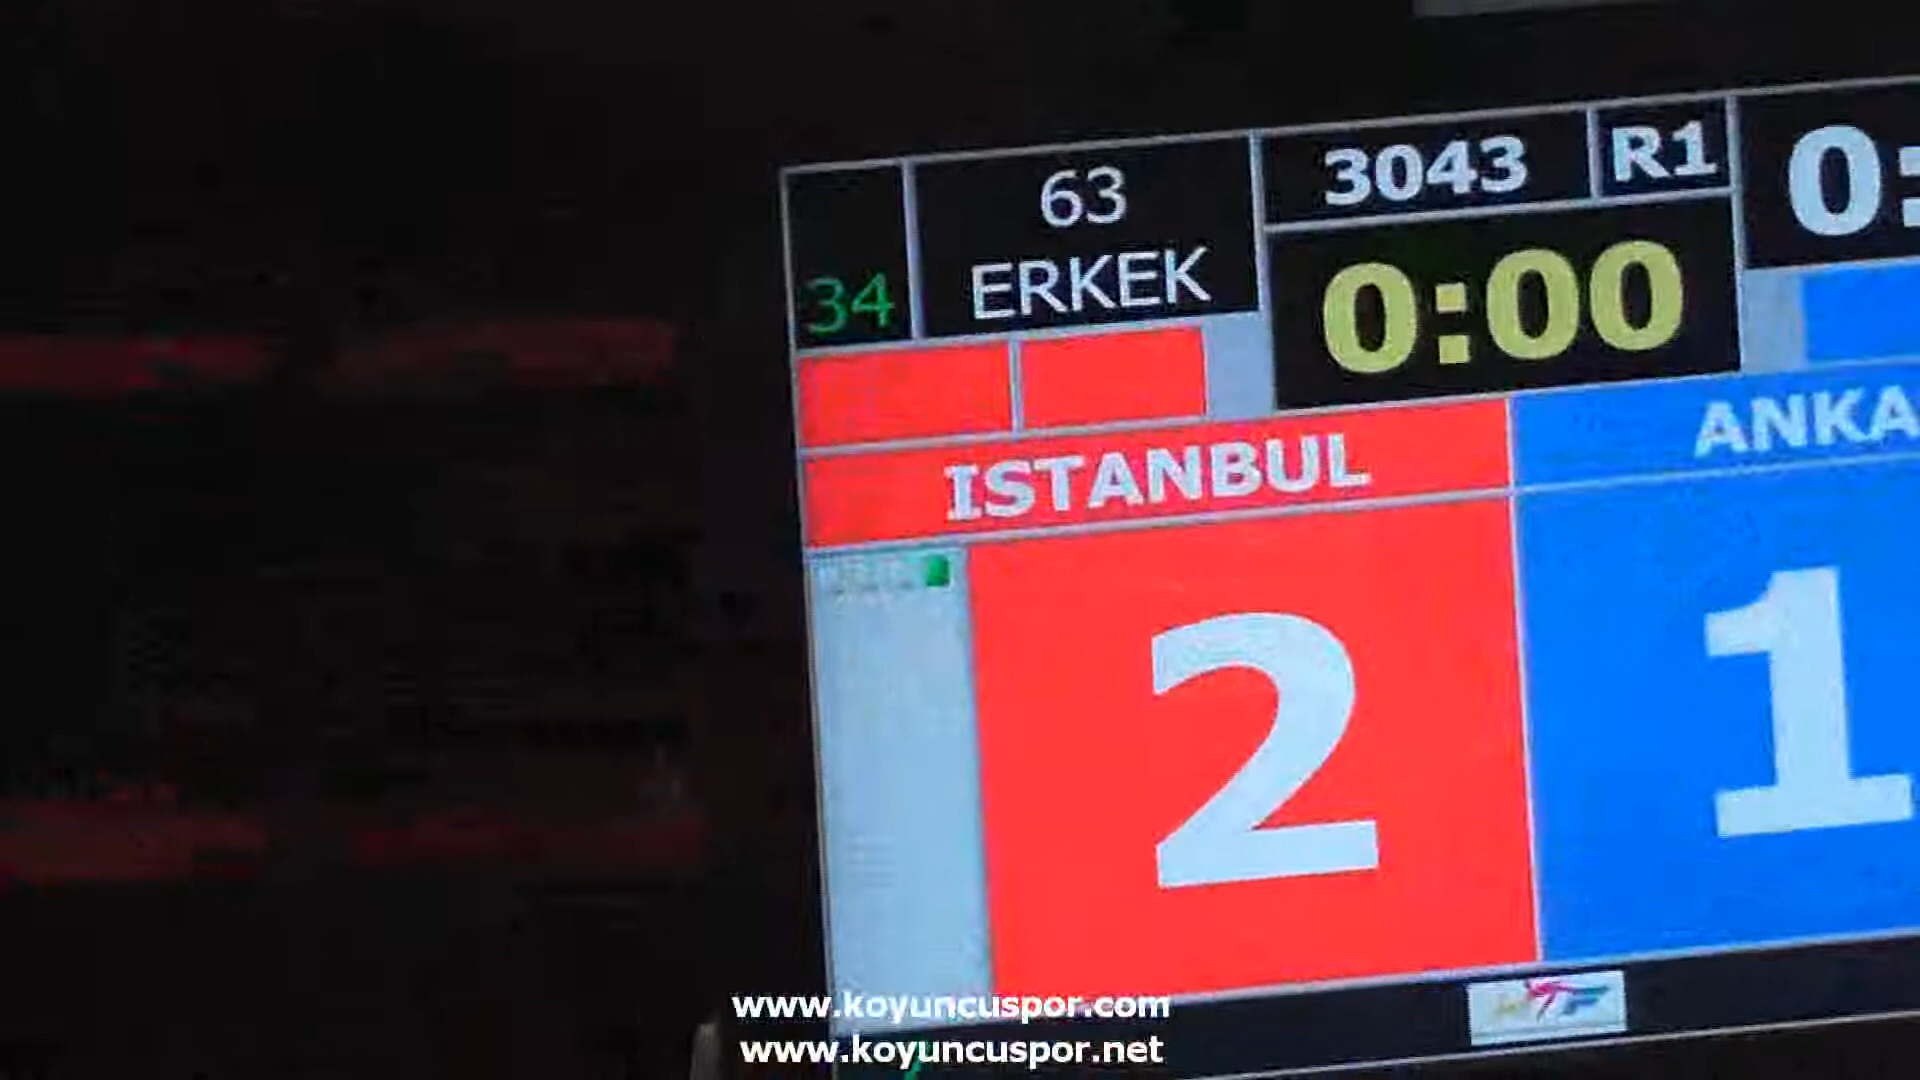 63
ERKEK
34
3043
R1
0:
0:00
ISTANBUL
ANKA
2
1
www.koyuncuspor.com
www.koyuncuspor.net